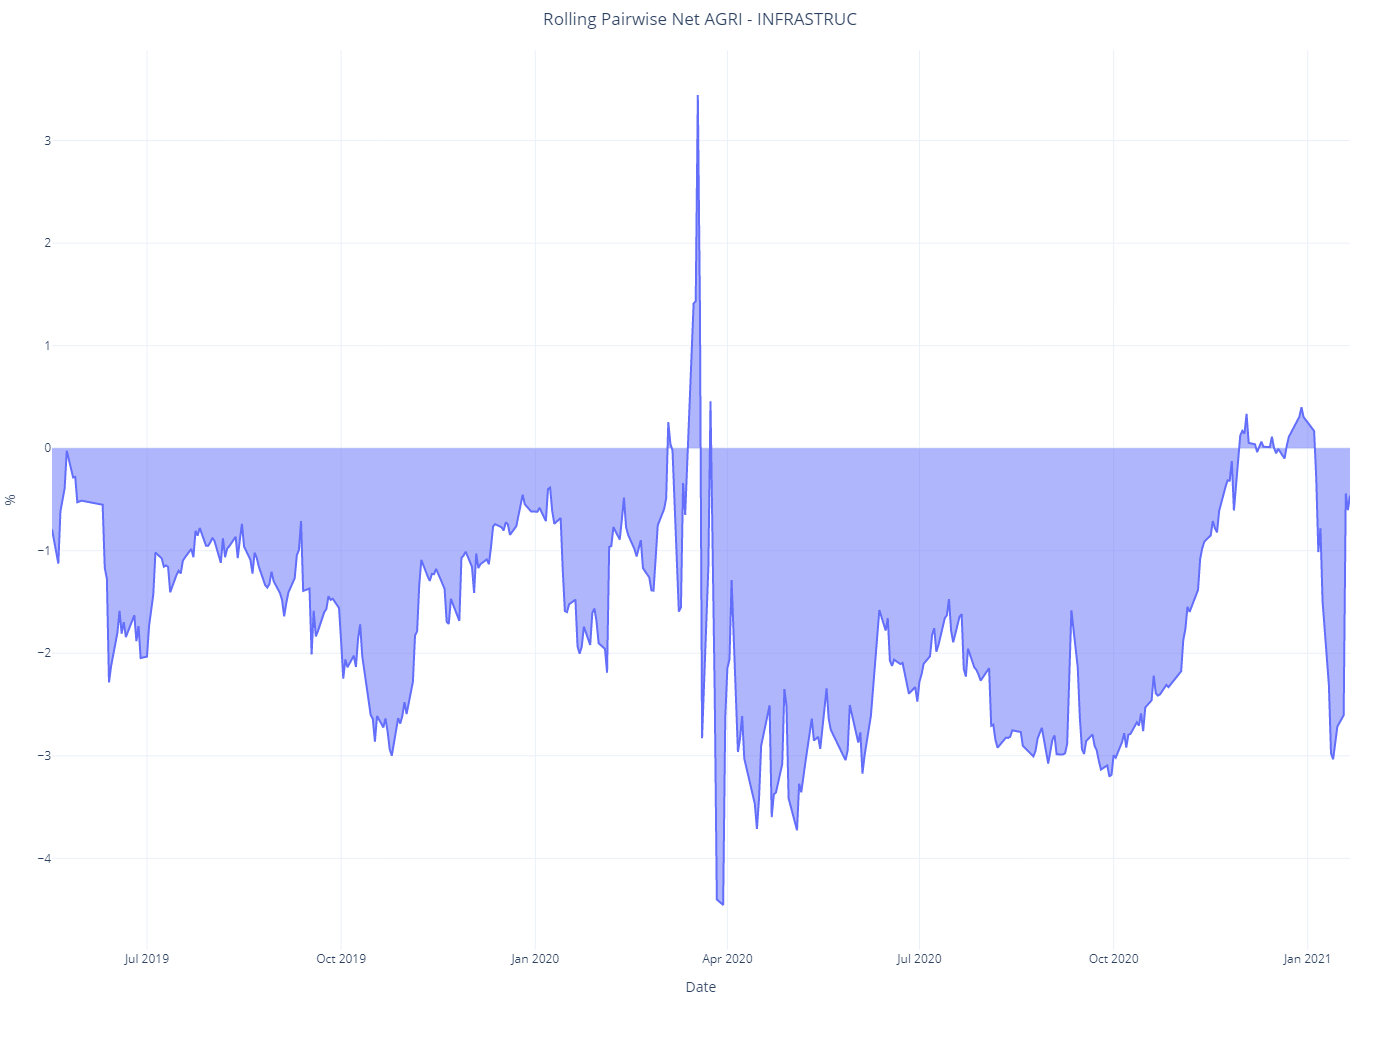 Rolling Pairwise Net AGRI - INFRASTRUC
3
2
1
0
−1
−2
−3
−4
%
Jul 2019
Oct 2019
Jan 2020
Apr 2020
Jul 2020
Oct 2020
Jan 2021
Date